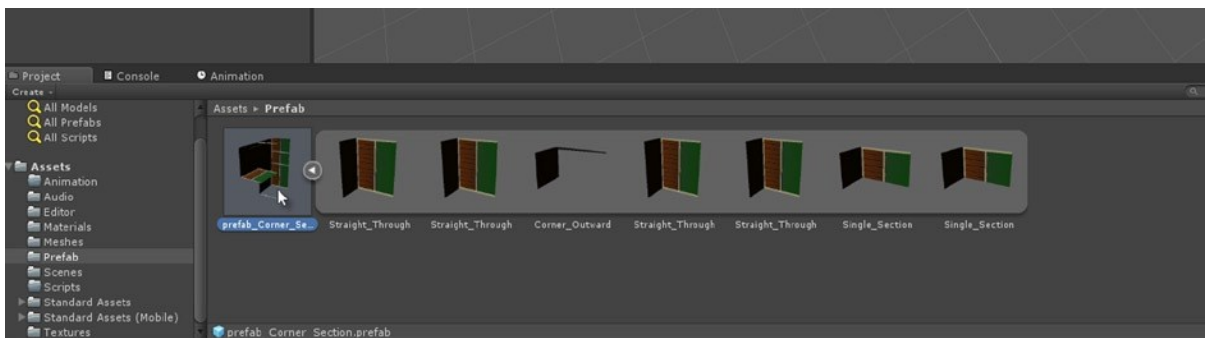 Project Console Animation
Create
All Models
All Prefabs
All Scripts
Assets
Animation
Audio
Editor
Materials
Meshes
Prefab
Scenes
Scripts
Standard Assets
Standard Assets (Mobile)
Textures
Assets ▸ Prefab
prefab_Corner_Se... Straight_Through Straight_Through Corner_Outward Straight_Through Straight_Through Single_Section Single_Section
prefab_Corner_Section.prefab